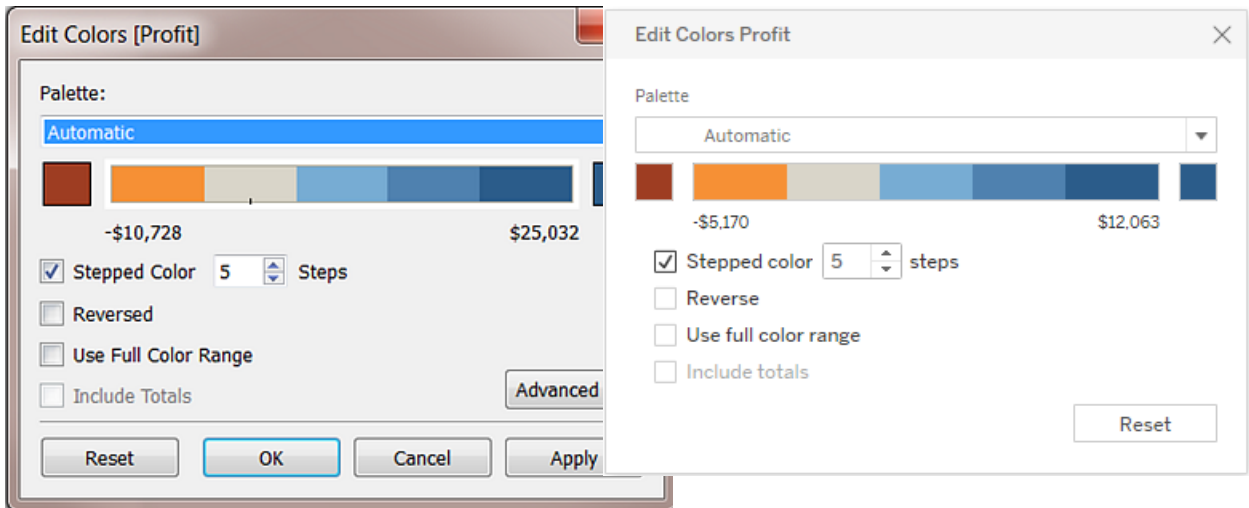 Edit Colors [Profit]
Palette:
Automatic
-$10,728 $25,032
Stepped Color 5 Steps
Reversed
Use Full Color Range
Include Totals
Advanced
Reset OK Cancel Apply
Edit Colors Profit
Palette
Automatic
-$5,170 $12,063
Stepped color 5 steps
Reverse
Use full color range
Include totals
Reset